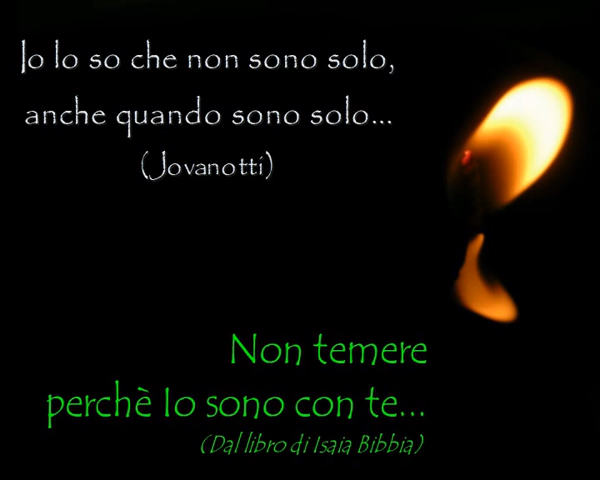 Io lo so che non sono solo,
anche quando sono solo...
(Jovanotti)
Non temere
perchè Io sono con te...
(Dal libro di Isaia Bibbia)